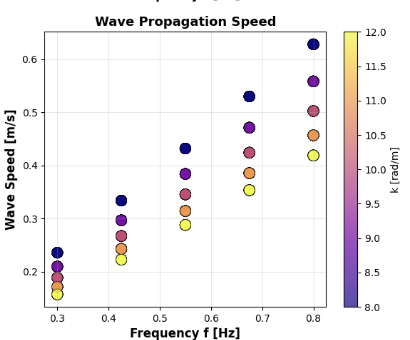 Wave Propagation Speed
Wave Speed [m/s]
0.6
0.5
0.4
0.3
0.2
0.3 0.4 0.5 0.6 0.7 0.8
Frequency f [Hz]
12.0
11.5
11.0
10.5
10.0
9.5
9.0
8.5
8.0
k [rad/m]